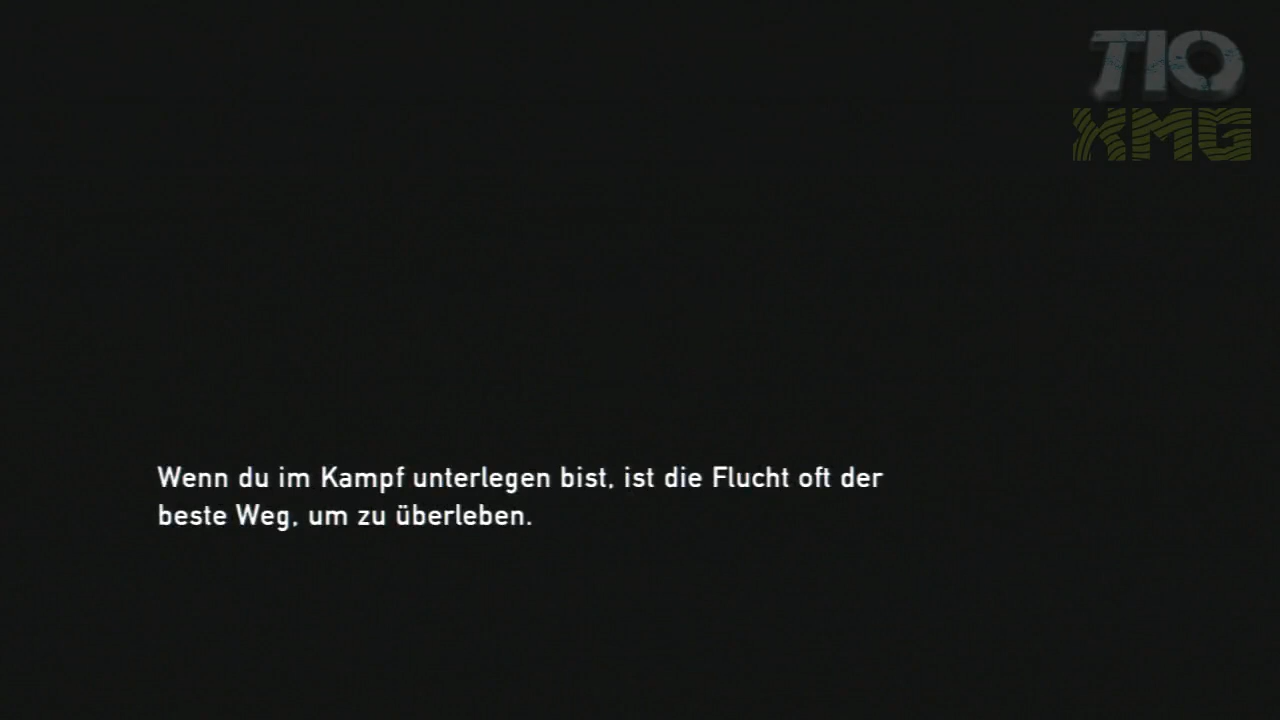 TIO
XMG
Wenn du im Kampf unterlegen bist, ist die Flucht oft der
beste Weg, um zu überleben.